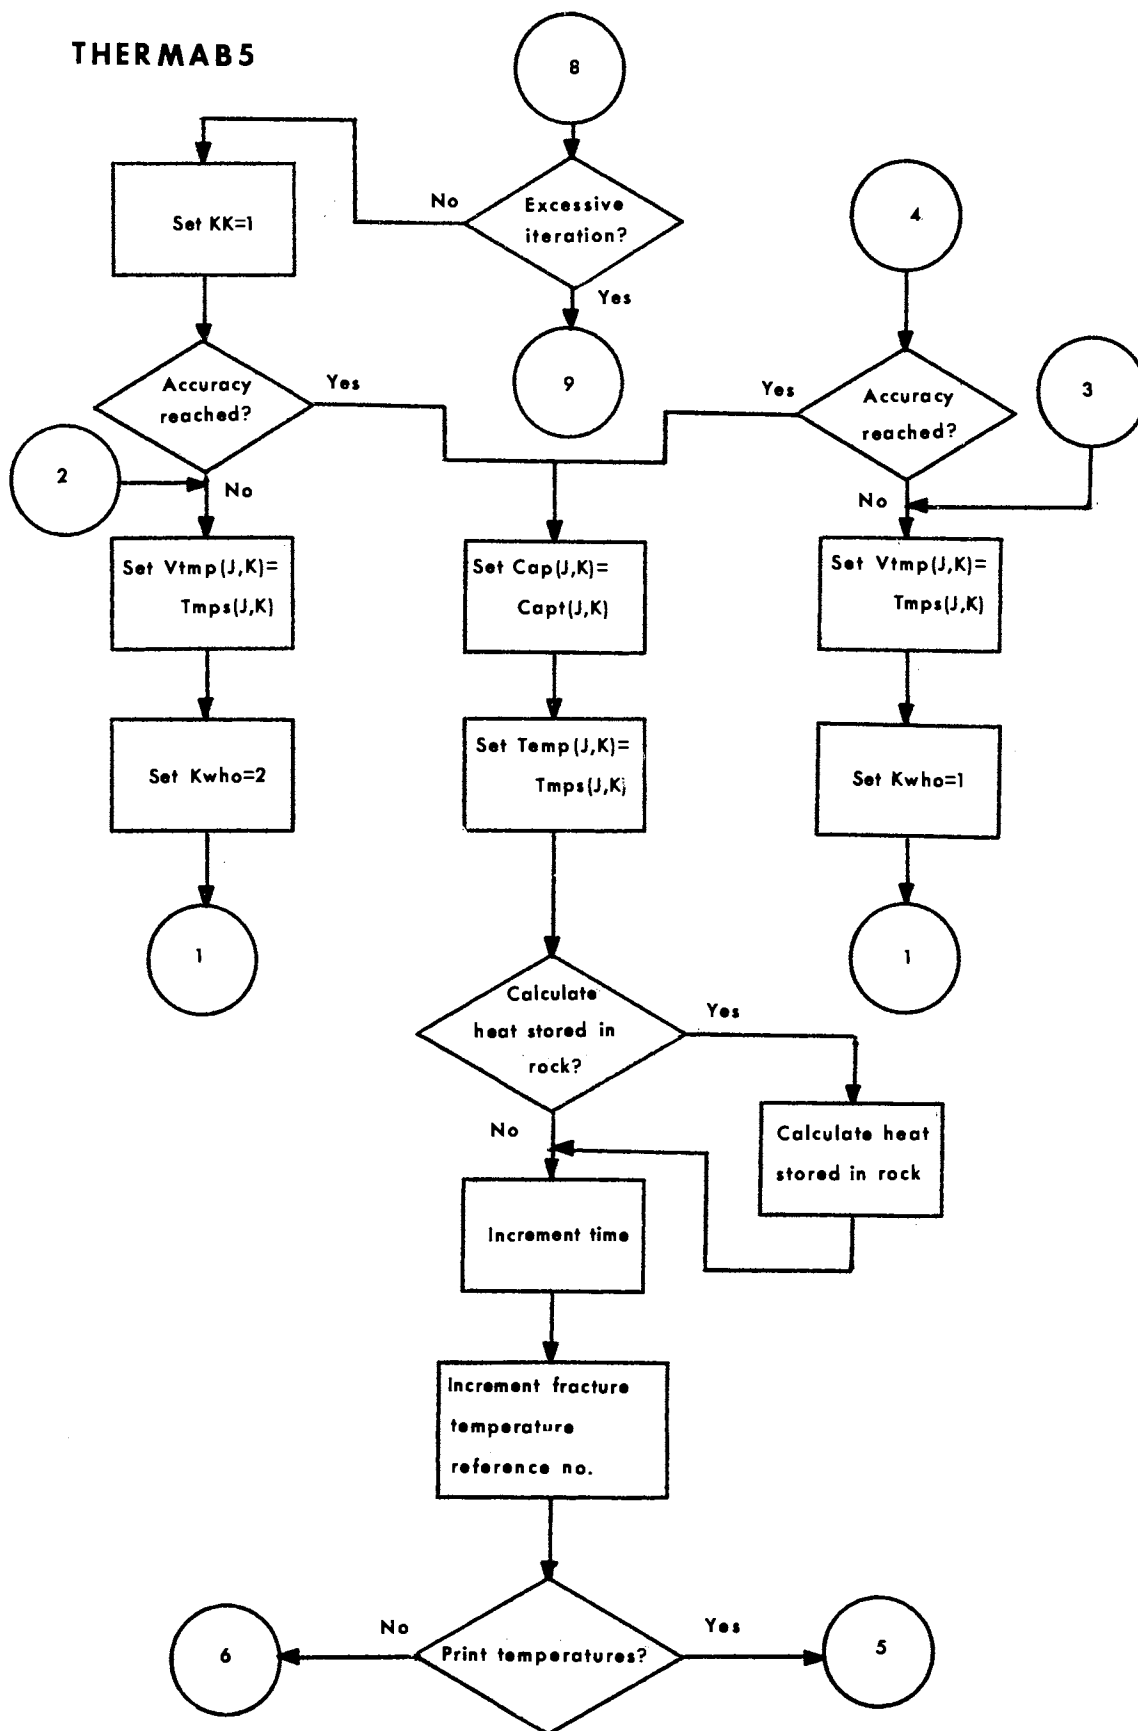 THERMAB5
8
No
Excessive
iteration?
Yes
Set KK=1
4
Accuracy
reached?
Yes
9
Yes
Accuracy
reached?
3
2
No
No
Set Vtmp(J,K)=
Tmps(J,K)
Set Cap(J,K)=
Capt(J,K)
Set Vtmp(J,K)=
Tmps(J,K)
Set Kwho=2
Set Temp(J,K)=
Tmps(J,K)
Set Kwho=1
1
1
Calculate
heat stored in
rock?
Yes
No
Calculate heat
stored in rock
Increment time
Increment fracture
temperature
reference no.
No
Print temperatures?
Yes
6
5